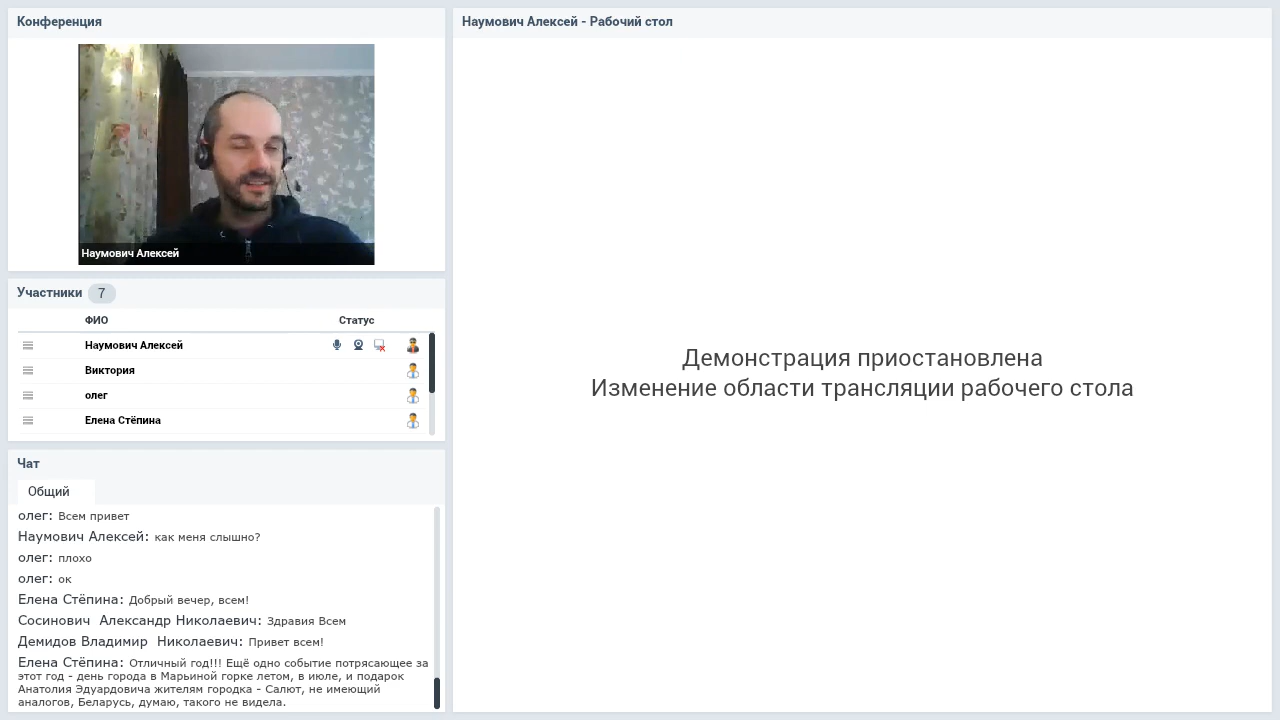 Конференция
Наумович Алексей
Участники 7
ФИО Статус
Наумович Алексей
Виктория
олег
Елена Стёпина
Чат
Общий
олег: Всем привет
Наумович Алексей: как меня слышно?
олег: плохо
олег: ок
Елена Стёпина: Добрый вечер, всем!
Сосинович Александр Николаевич: Здравия Всем
Демидов Владимир Николаевич: Привет всем!
Елена Стёпина: Отличный год!!! Ещё одно событие потрясающее за
этот год - день города в Марьиной горке летом, в июле, и подарок
Анатолия Эдуардовича жителям городка - Салют, не имеющий
аналогов, Беларусь, думаю, такого не видела.
Наумович Алексей - Рабочий стол
Демонстрация приостановлена
Изменение области трансляции рабочего стола